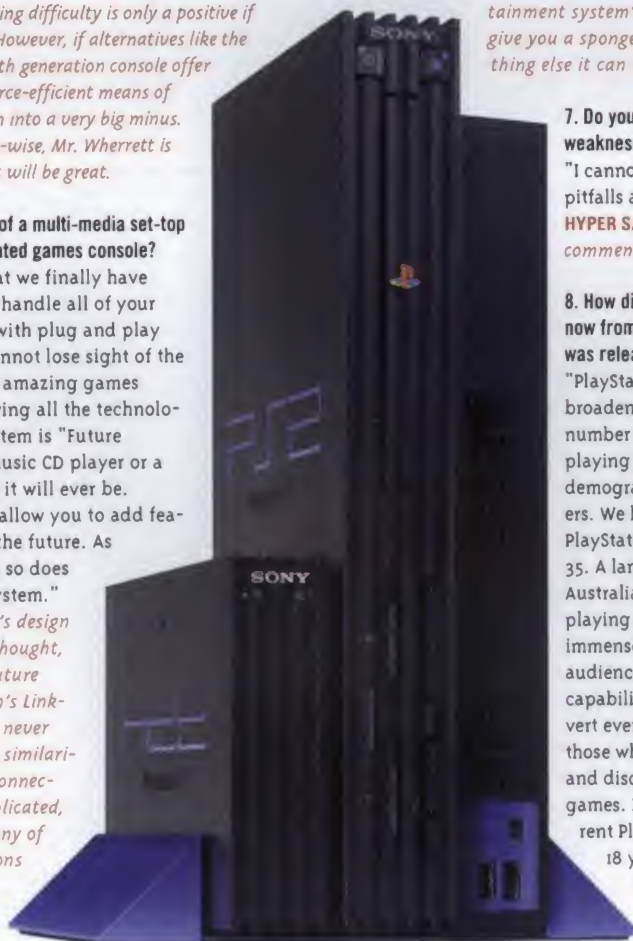 ing difficulty is only a positive if
However, if alternatives like the
th generation console offer
rce-efficient means of
n into a very big minus.
-wise, Mr. Wherrett is
will be great.
of a multi-media set-top
ated games console?
at we finally have
handle all of your
with plug and play
nnot lose sight of the
amazing games
ing all the technolo-
tem is "Future
usic CD player or a
it will ever be.
allow you to add fea-
the future. As
so does
stem."
's design
hought,
ture
n's Link-
never
similari-
onnec-
plicated,
ny of
ons
SONY
PS2
SONY
tainment system
give you a sponge
thing else it can
7. Do you
weaknes
"I canno
pitfalls a
HYPER SA
commen
8. How di
now from
was relea
"PlaySta
broaden
number
playing
demogra
ers. We l
PlayStat
35. A lar
Australia
playing
immens
audienc
capabili
vert eve
those wh
and disc
games. I
rent Pl
18 y